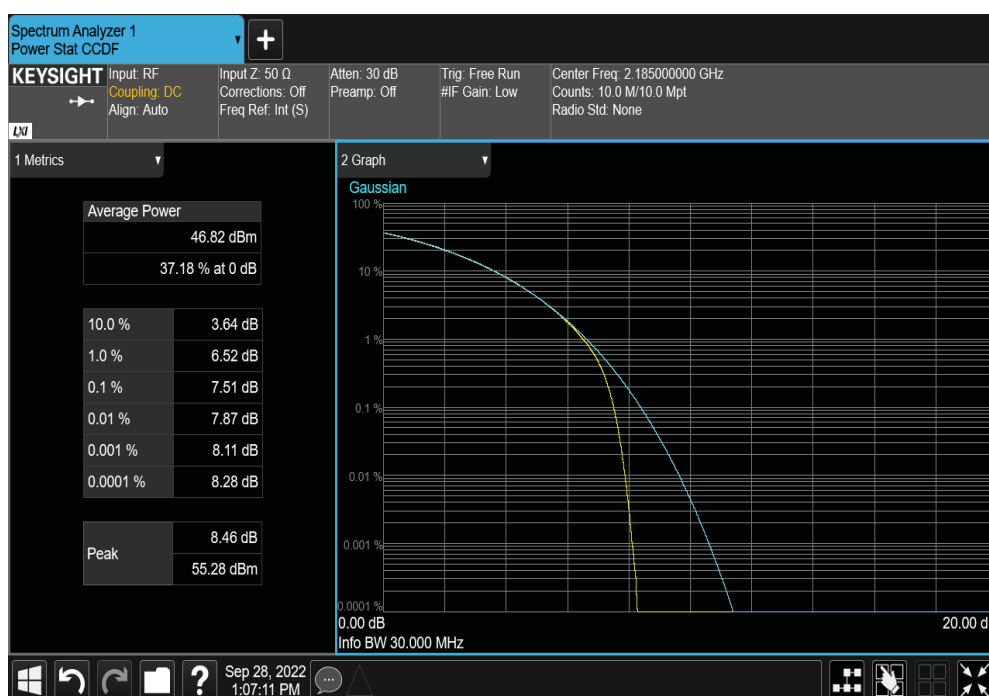 Spectrum Analyzer 1
Power Stat CCDF
KEYSIGHT
LXI
Input: RF
Coupling: DC
Align: Auto
Input Z: 50 Ω
Corrections: Off
Freq Ref: Int (S)
Atten: 30 dB
Preamp: Off
Trig: Free Run
#IF Gain: Low
Center Freq: 2.185000000 GHz
Counts: 10.0 M/10.0 Mpt
Radio Std: None
1 Metrics
Average Power
46.82 dBm
37.18 % at 0 dB
10.0 % 3.64 dB
1.0 % 6.52 dB
0.1 % 7.51 dB
0.01 % 7.87 dB
0.001 % 8.11 dB
0.0001 % 8.28 dB
Peak
8.46 dB
55.28 dBm
2 Graph
Gaussian
100 %
10 %
1 %
0.1 %
0.01 %
0.001 %
0.0001 %
0.00 dB 20.00 d
Info BW 30.000 MHz
? Sep 28, 2022
1:07:11 PM